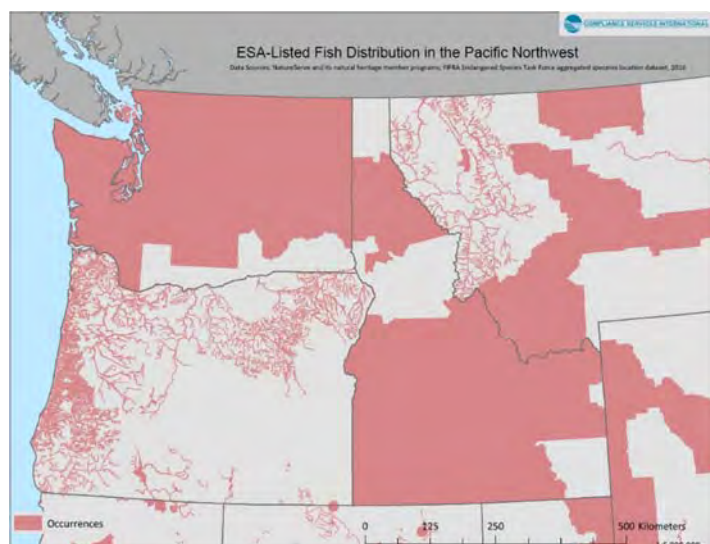 COMPLIANCE SERVICES INTERNATIONAL
ESA-Listed Fish Distribution in the Pacific Northwest
Data Sources: NatureServe and its natural heritage member programs; FIFRA Endangered Species Task Force aggregated species location dataset, 2016
Occurrences
0 125 250 500 Kilometers